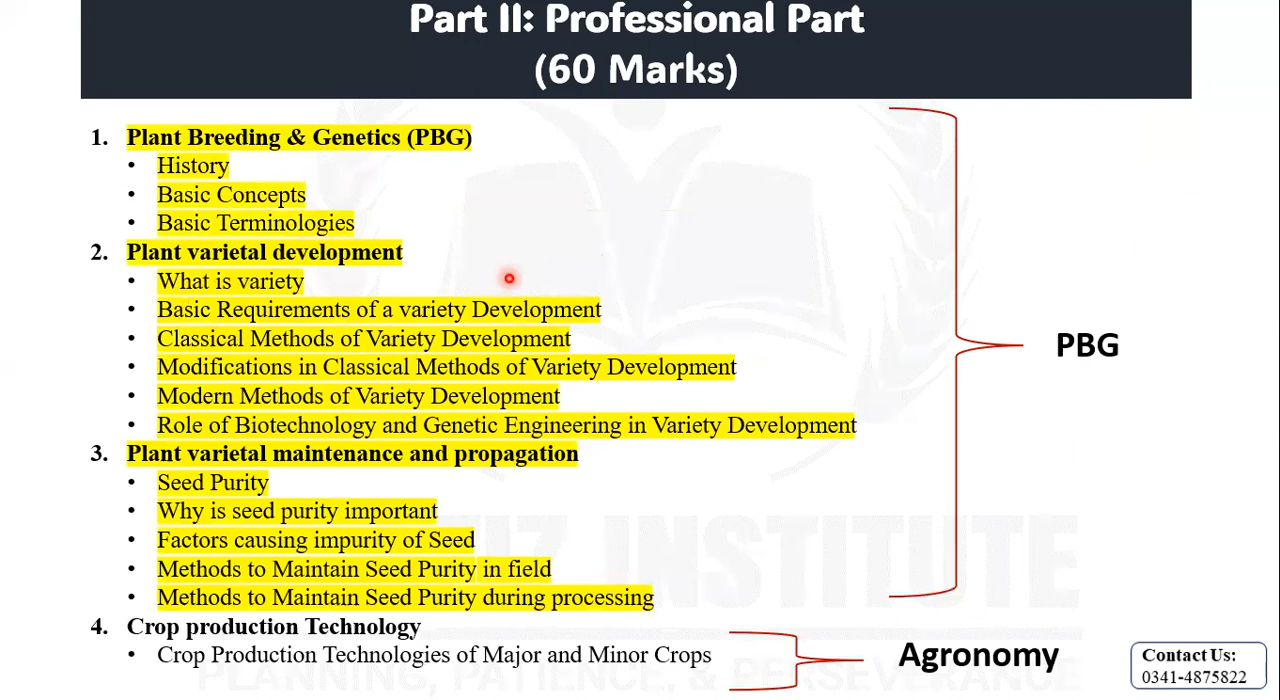 Part II: Professional Part
(60 Marks)
1. Plant Breeding & Genetics (PBG)
• History
• Basic Concepts
• Basic Terminologies
2. Plant varietal development
• What is variety
• Basic Requirements of a variety Development
• Classical Methods of Variety Development
• Modifications in Classical Methods of Variety Development
• Modern Methods of Variety Development
• Role of Biotechnology and Genetic Engineering in Variety Development
3. Plant varietal maintenance and propagation
• Seed Purity
• Why is seed purity important
• Factors causing impurity of Seed
• Methods to Maintain Seed Purity in field
• Methods to Maintain Seed Purity during processing
PBG
4. Crop production Technology
• Crop Production Technologies of Major and Minor Crops
Agronomy
INSTITUTE
PLANNING, PATIENCE, & PERSEVERANCE
Contact Us:
0341-4875822